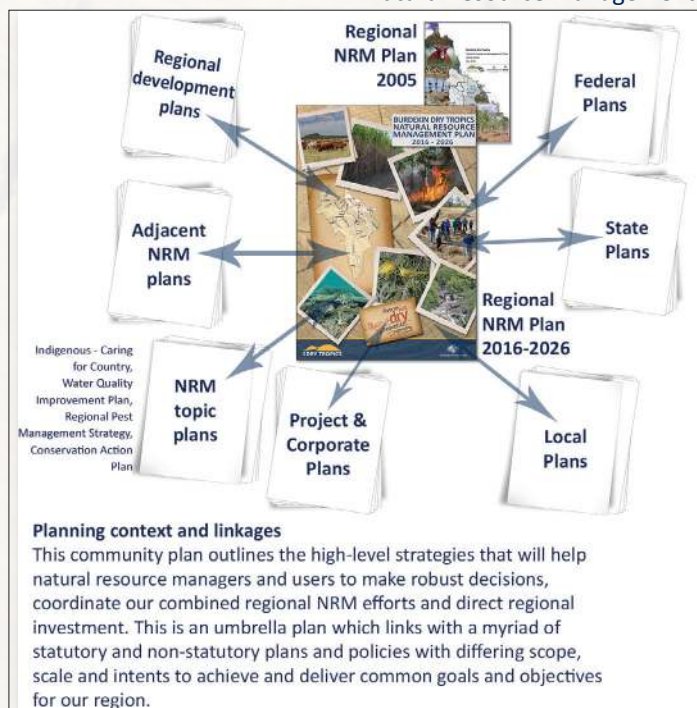 Regional
NRM Plan
2005
Regional
development
plans
Federal
Plans
BURDEKIN DRY TROPICS
NATURAL RESOURCE
MANAGEMENT PLAN
2016 - 2026
Adjacent
NRM
plans
State
Plans
Regional
NRM Plan
2016-2026
dry
DRY TROPICS
Indigenous - Caring
for Country,
Water Quality
Improvement Plan,
Regional Pest
Management Strategy,
Conservation Action
Plan
NRM
topic
plans
Project &
Corporate
Plans
Local
Plans
Planning context and linkages
This community plan outlines the high-level strategies that will help
natural resource managers and users to make robust decisions,
coordinate our combined regional NRM efforts and direct regional
investment. This is an umbrella plan which links with a myriad of
statutory and non-statutory plans and policies with differing scope,
scale and intents to achieve and deliver common goals and objectives
for our region.